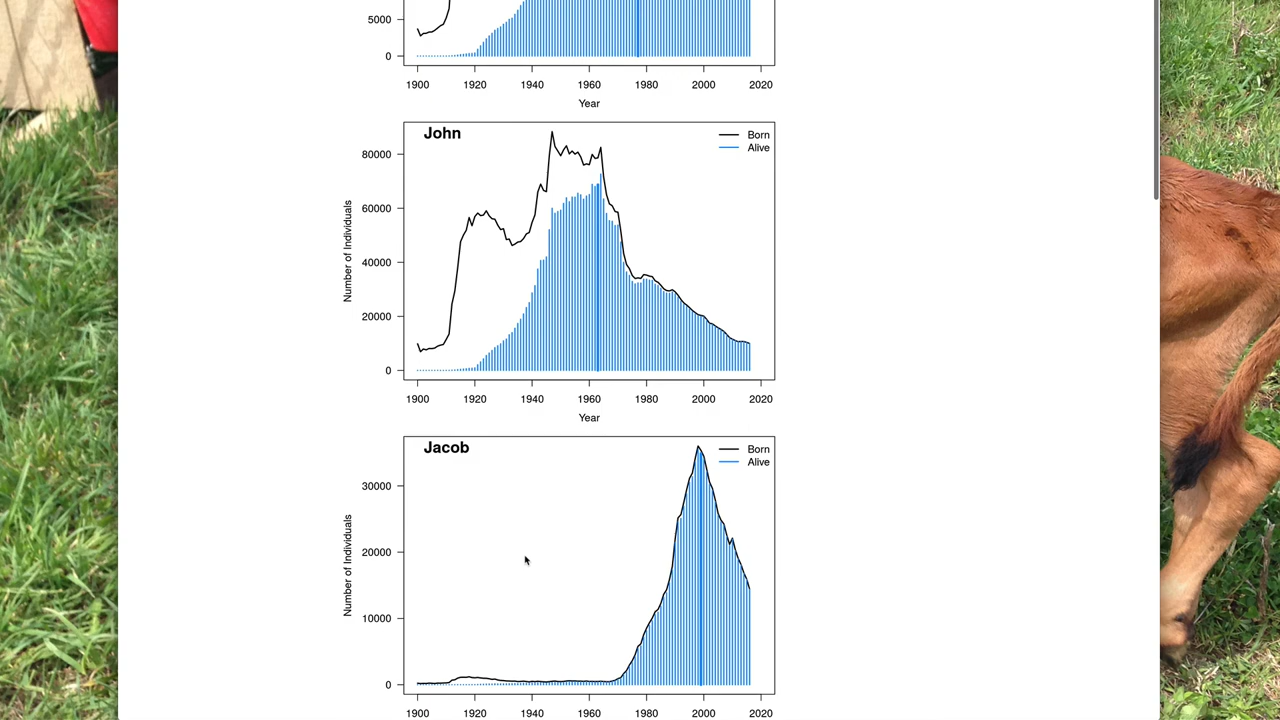 5000
0
1900 1920 1940 1960 1980 2000 2020
Year
John
Born
Alive
80000
60000
40000
20000
0
Number of Individuals
1900 1920 1940 1960 1980 2000 2020
Year
Jacob
Born
Alive
30000
20000
10000
0
Number of Individuals
1900 1920 1940 1960 1980 2000 2020